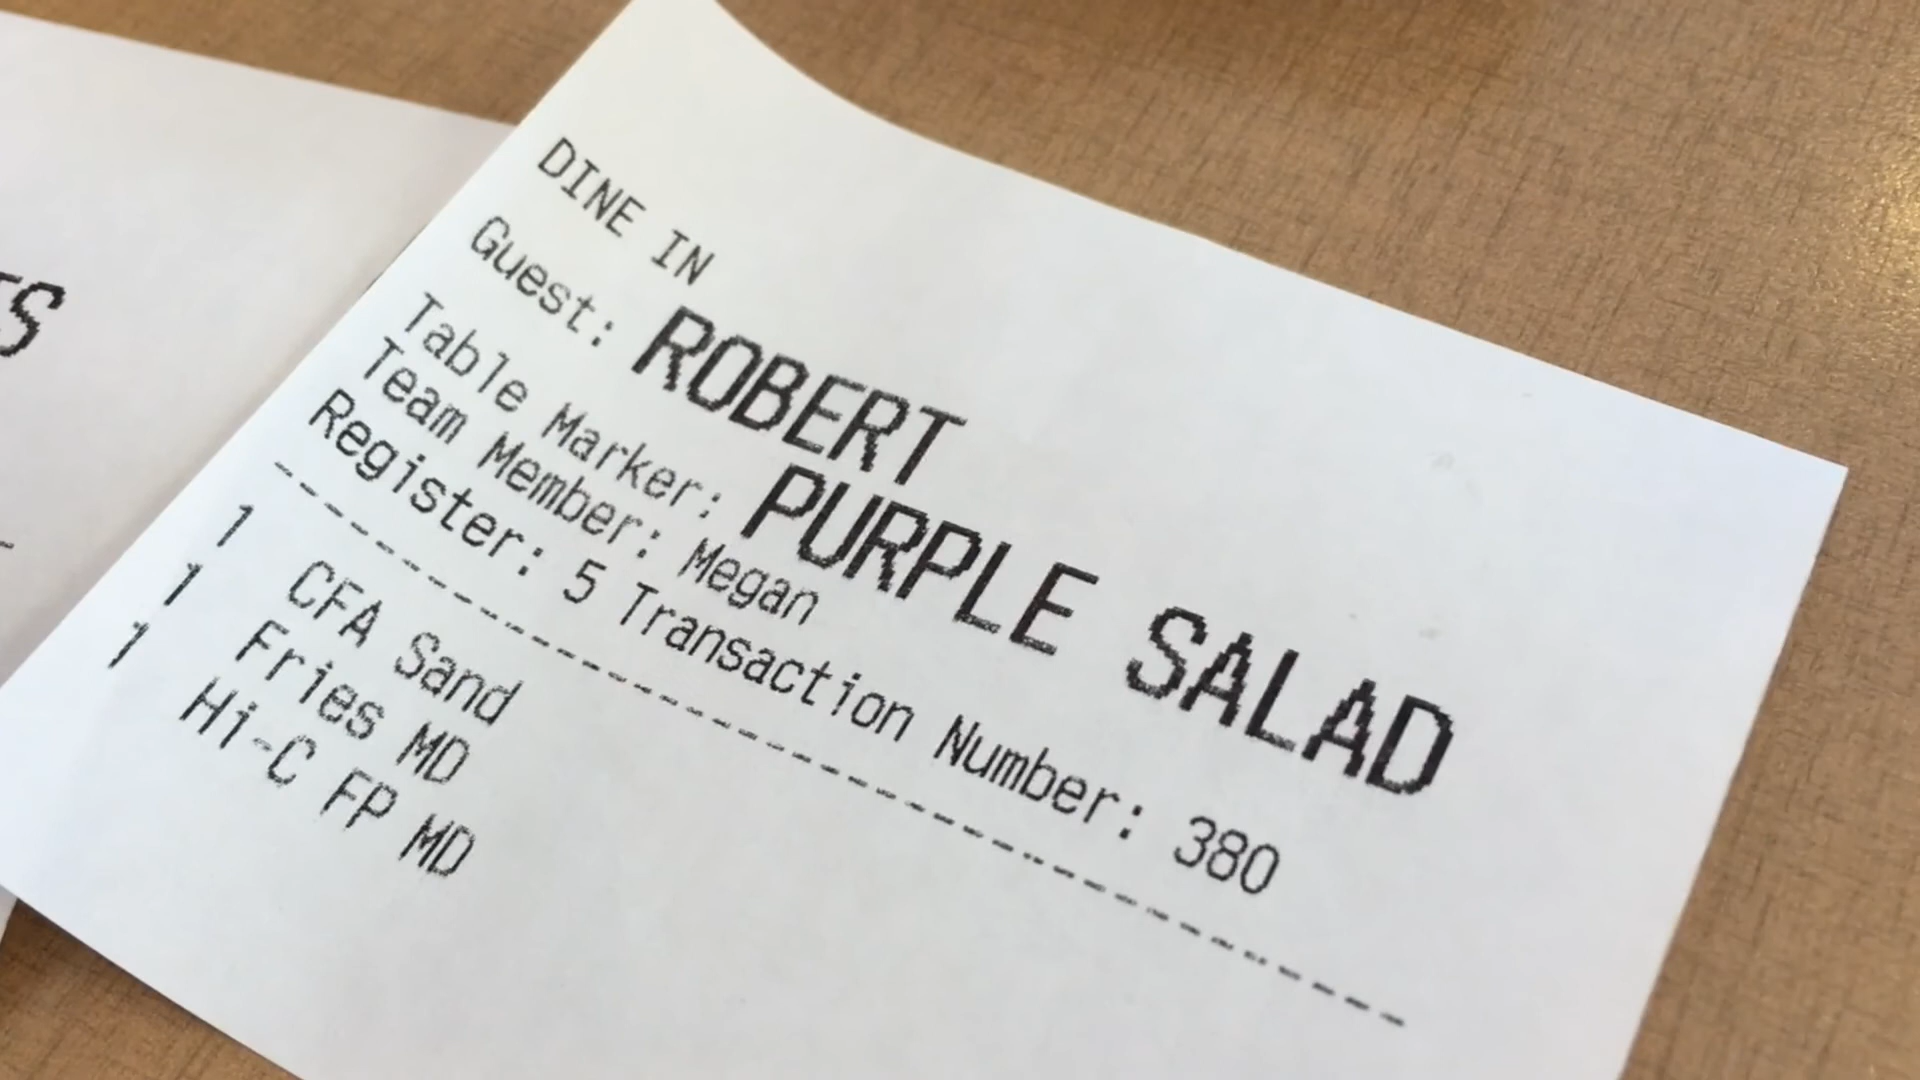 DINE IN
Guest: ROBERT
Table Marker: PURPLE SALAD
Team Member: Megan
Register: 5 Transaction Number: 380
1 CFA Sand
1 Fries MD
1 Hi-C FP MD